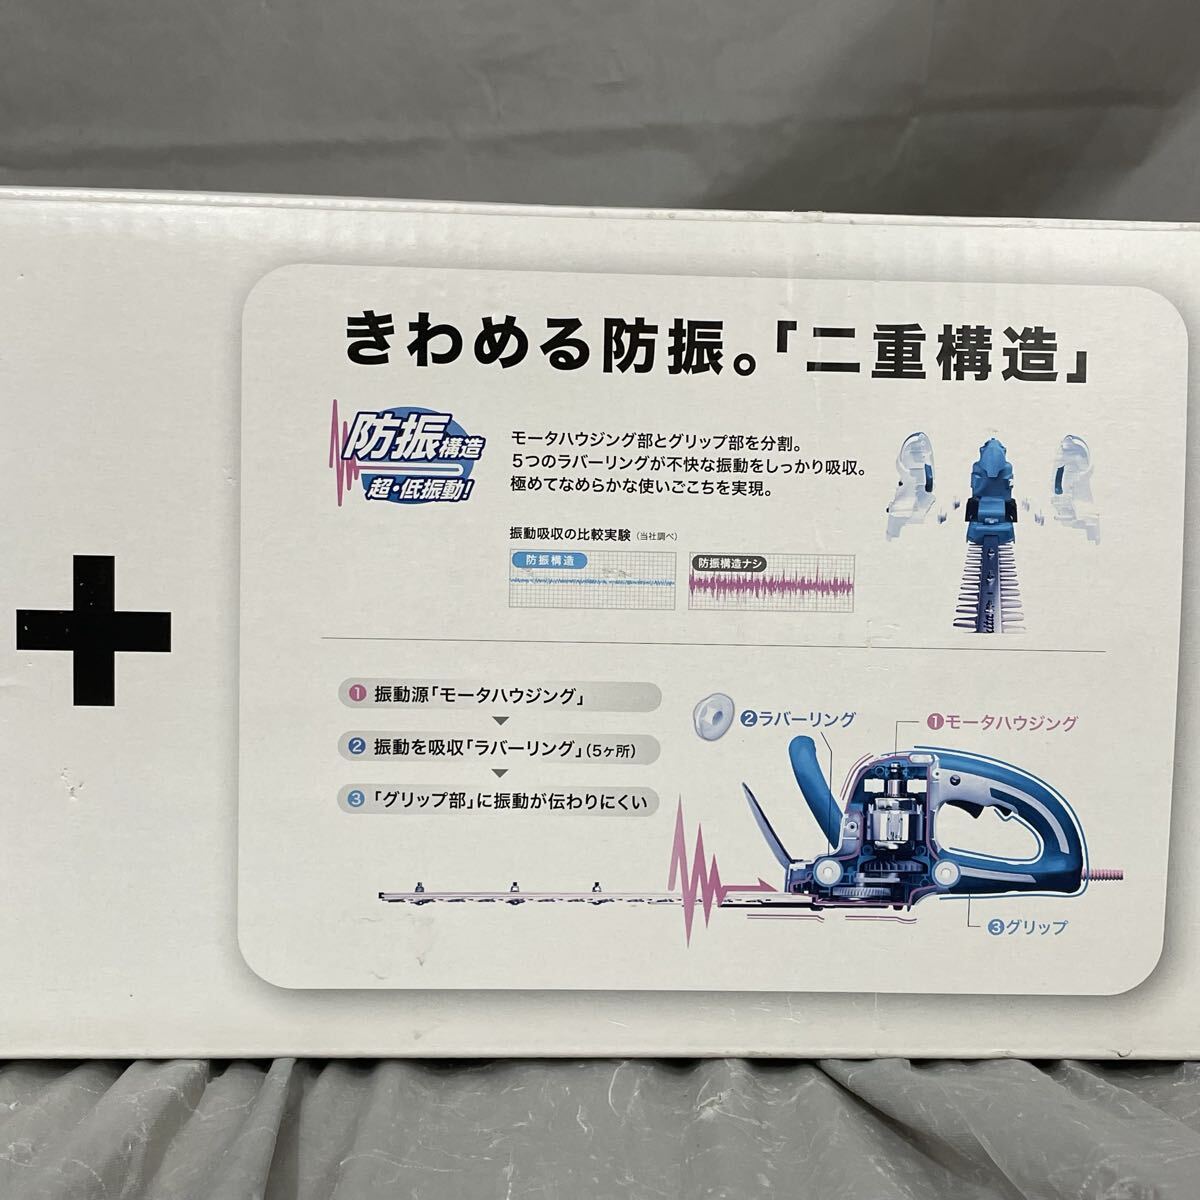 きわめる防振。「二重構造」
防振構造
超・低振動!
モータハウジング部とグリップ部を分割。
5つのラバーリングが不快な振動をしっかり吸収。
極めてなめらかな使いごこちを実現。
振動吸収の比較実験（当社調べ）
防振構造
防振構造ナシ
❶ 振動源「モータハウジング」
❷ 振動を吸収「ラバーリング」（5ヶ所）
❸ 「グリップ部」に振動が伝わりにくい
❷ラバーリング
❶モータハウジング
❸グリップ